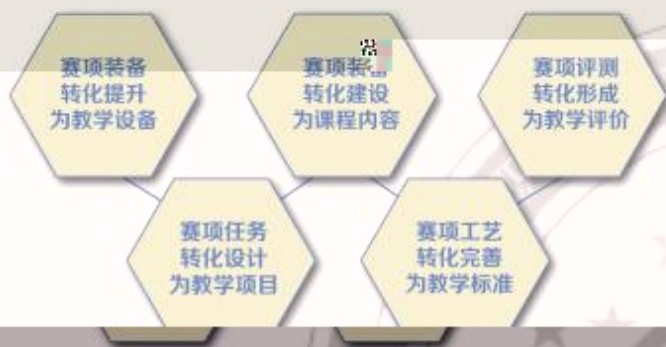 赛项装备
转化提升
为教学设备
赛项装
转化建设
为课程内容
赛项评测
转化形成
为教学评价
赛项任务
转化设计
为教学项目
赛项工艺
转化完善
为教学标准